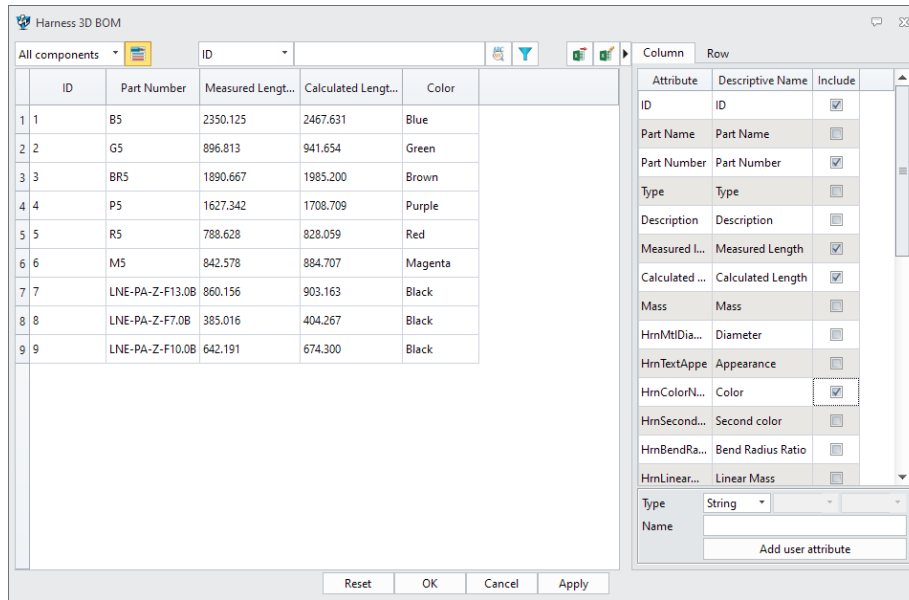 Harness 3D BOM
All components ID
Column Row
ID Part Number Measured Lengt... Calculated Lengt... Color
1 1 B5 2350.125 2467.631 Blue
2 2 G5 896.813 941.654 Green
3 3 BR5 1890.667 1985.200 Brown
4 4 P5 1627.342 1708.709 Purple
5 5 R5 788.628 828.059 Red
6 6 M5 842.578 884.707 Magenta
7 7 LNE-PA-Z-F13.0B 860.156 903.163 Black
8 8 LNE-PA-Z-F7.0B 385.016 404.267 Black
9 9 LNE-PA-Z-F10.0B 642.191 674.300 Black
Attribute Descriptive Name Include
ID ID
Part Name Part Name
Part Number Part Number
Type Type
Description Description
Measured l... Measured Length
Calculated ... Calculated Length
Mass Mass
HrnMtlDia... Diameter
HrnTextAppe Appearance
HrnColorN... Color
HrnSecond... Second color
HrnBendRa... Bend Radius Ratio
HrnLinear... Linear Mass
Type String
Name
Add user attribute
Reset OK Cancel Apply